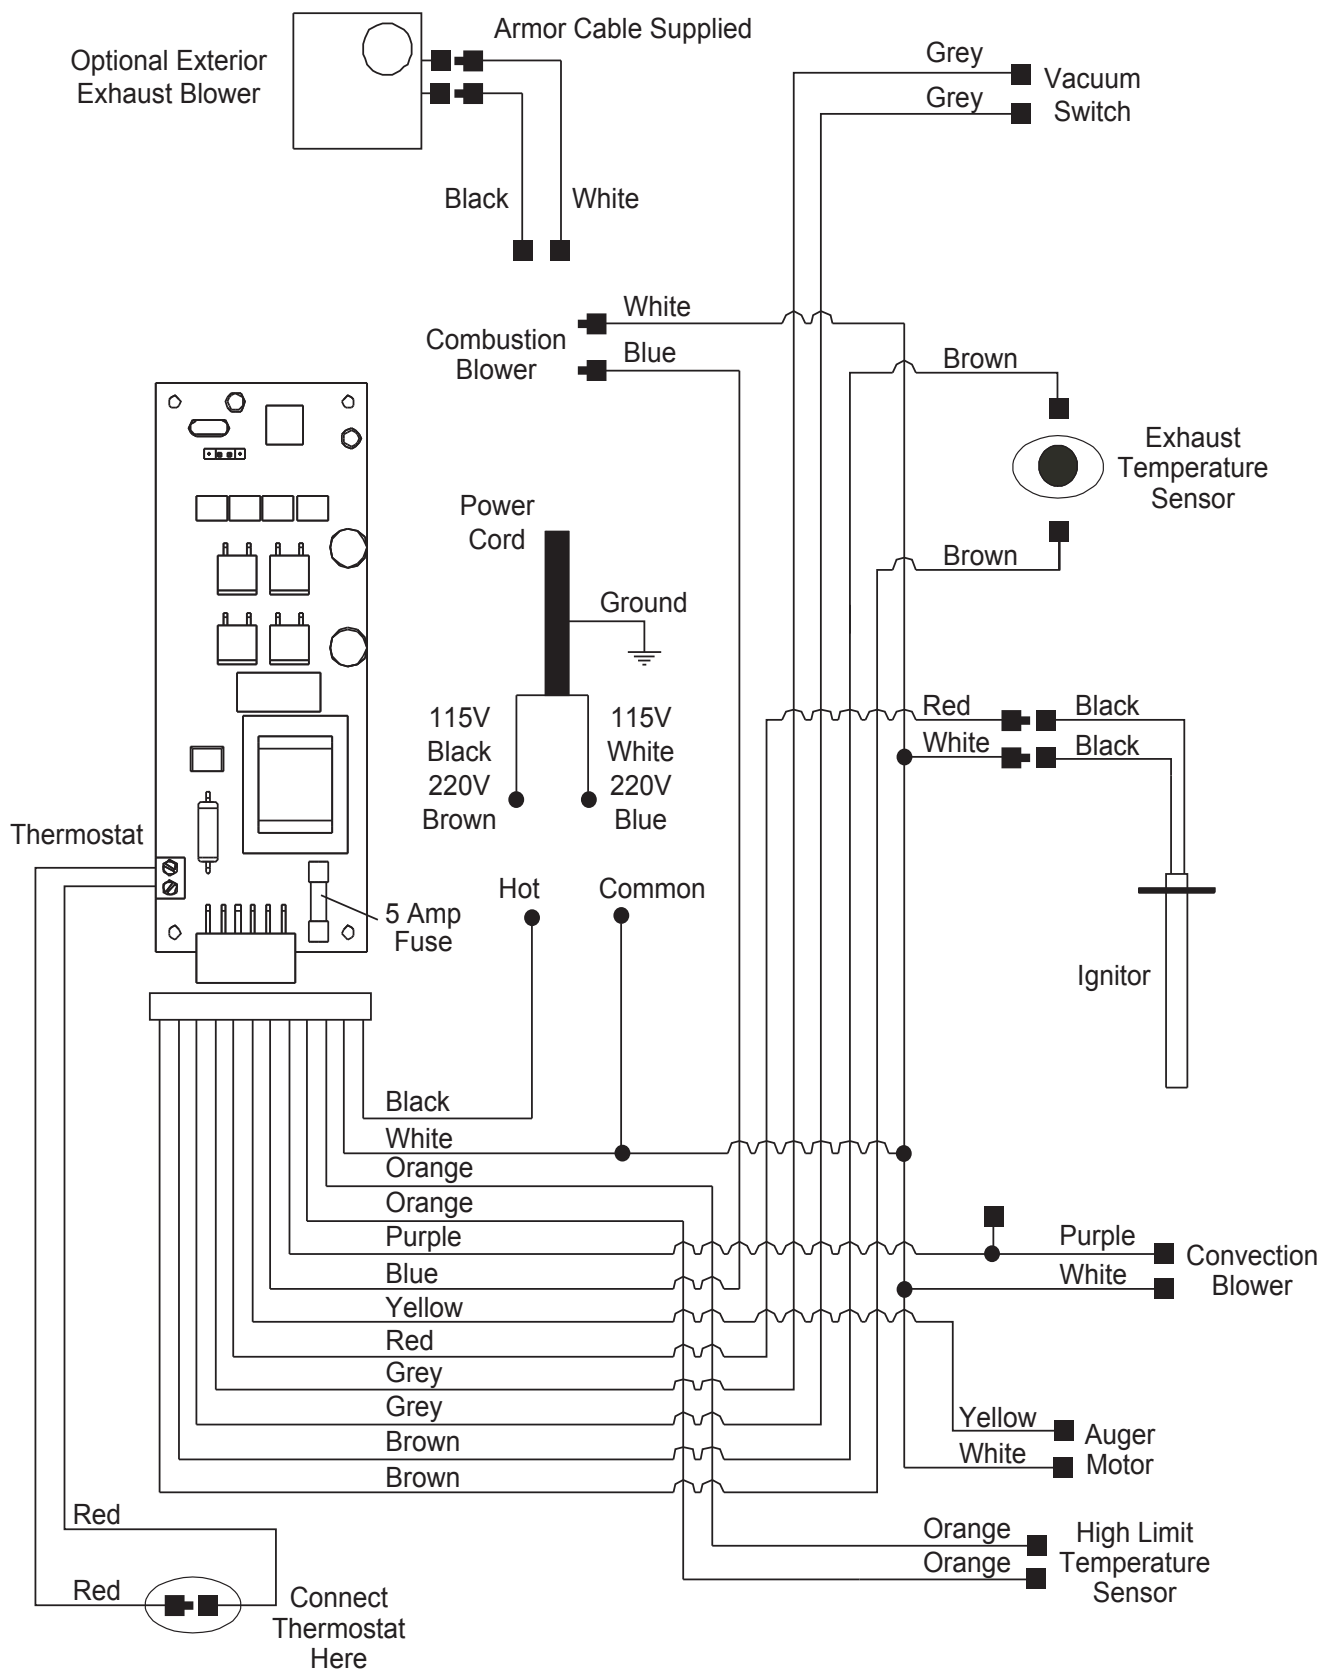 Armor Cable Supplied
Optional Exterior
Exhaust Blower
Black
White
Grey
Vacuum
Grey
Switch
White
Combustion
Blower
Blue
Brown
Exhaust
Temperature
Sensor
Brown
Power
Cord
Ground
115V
Black
220V
Brown
115V
White
220V
Blue
Red
Black
White
Black
Ignitor
Thermostat
5 Amp
Fuse
Hot
Common
Black
White
Orange
Orange
Purple
Blue
Yellow
Red
Grey
Grey
Brown
Brown
Purple
White
Convection
Blower
Yellow
White
Auger
Motor
Orange
Orange
High Limit
Temperature
Sensor
Red
Red
Connect
Thermostat
Here